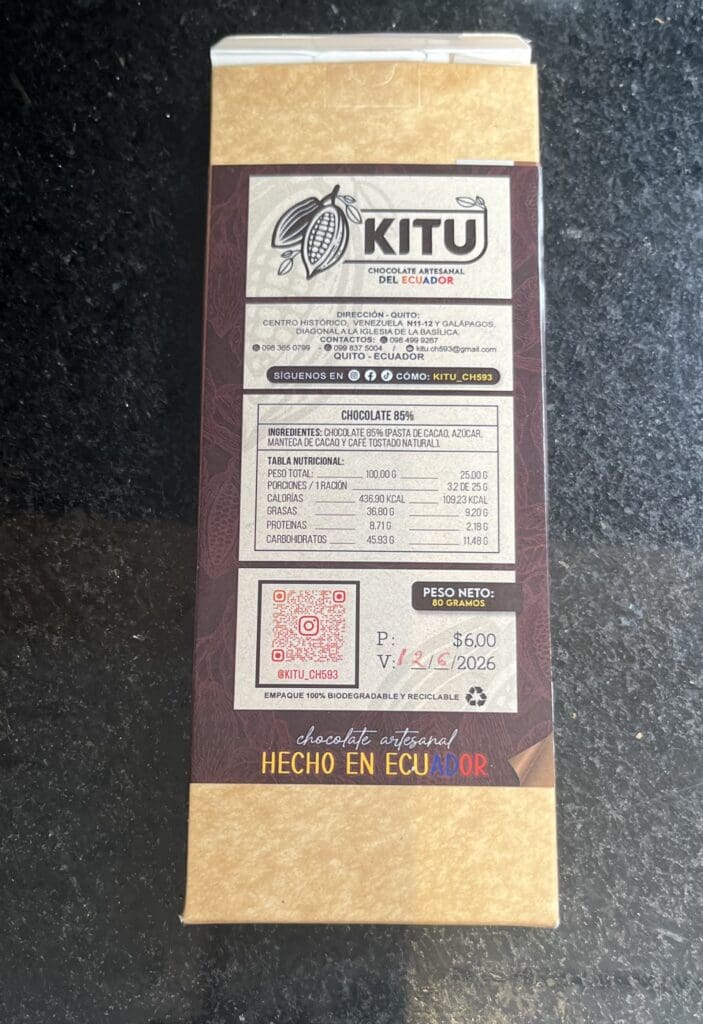 KITU
CHOCOLATE ARTESANAL
DEL ECUADOR
DIRECCIÓN - QUITO:
CENTRO HISTÓRICO, VENEZUELA N11-12 Y GALÁPAGOS,
DIAGONAL A LA IGLESIA DE LA BASÍLICA.
CONTACTOS: 098 499 9267
098 365 0799 - 099 837 5004 / kitu.ch593@gmail.com
QUITO - ECUADOR
SÍGUENOS EN CÓMO: KITU_CH593
CHOCOLATE 85%
INGREDIENTES: CHOCOLATE 85% (PASTA DE CACAO, AZÚCAR,
MANTECA DE CACAO Y CAFÉ TOSTADO NATURAL).
TABLA NUTRICIONAL:
PESO TOTAL: 100,00 G 25,00 G
PORCIONES / 1 RACIÓN 3.2 DE 25 G
CALORÍAS 436.90 KCAL 109,23 KCAL
GRASAS 36.80 G 9,20 G
PROTEINAS 8.71 G 2,18 G
CARBOHIDRATOS 45.93 G 11,48 G
PESO NETO:
80 GRAMOS
P: $6,00
V: 12/6/2026
@KITU_CH593
EMPAQUE 100% BIODEGRADABLE Y RECICLABLE
chocolate artesanal
HECHO EN ECUADOR